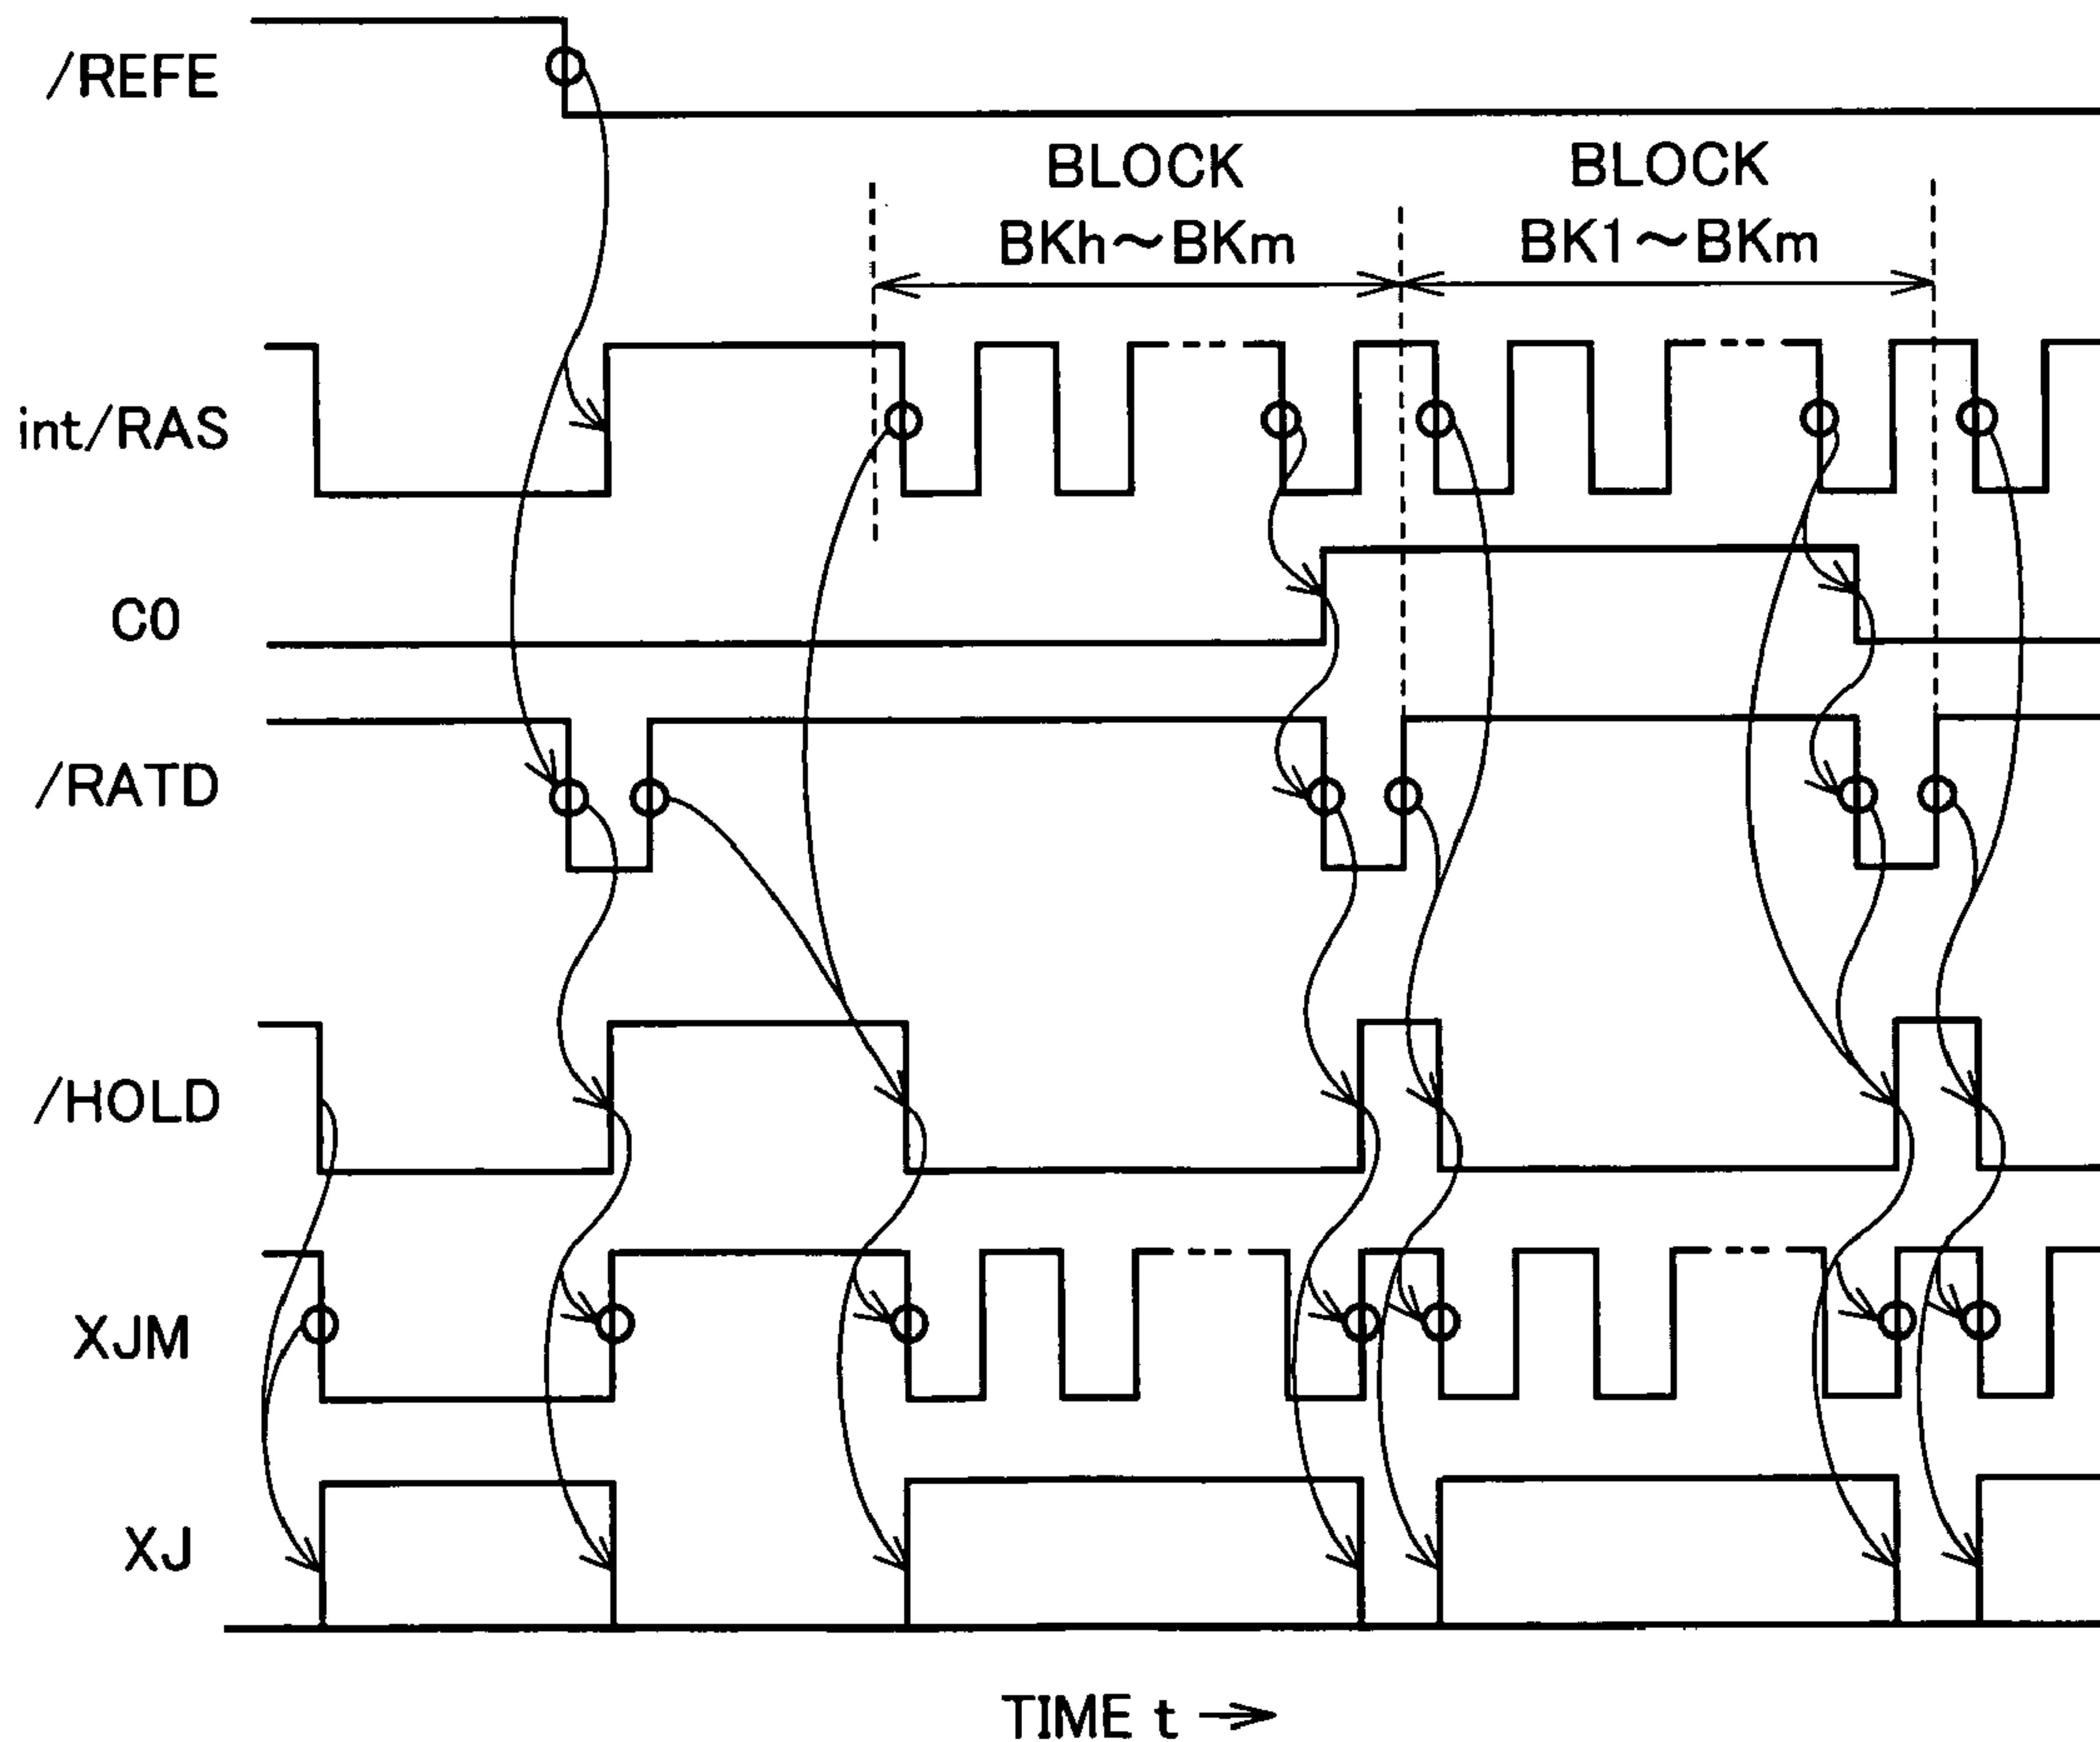 /REFE
BLOCK
BKh~BKm
BLOCK
BK1~BKm
int/RAS
C0
/RATD
/HOLD
XJM
XJ
TIME t →